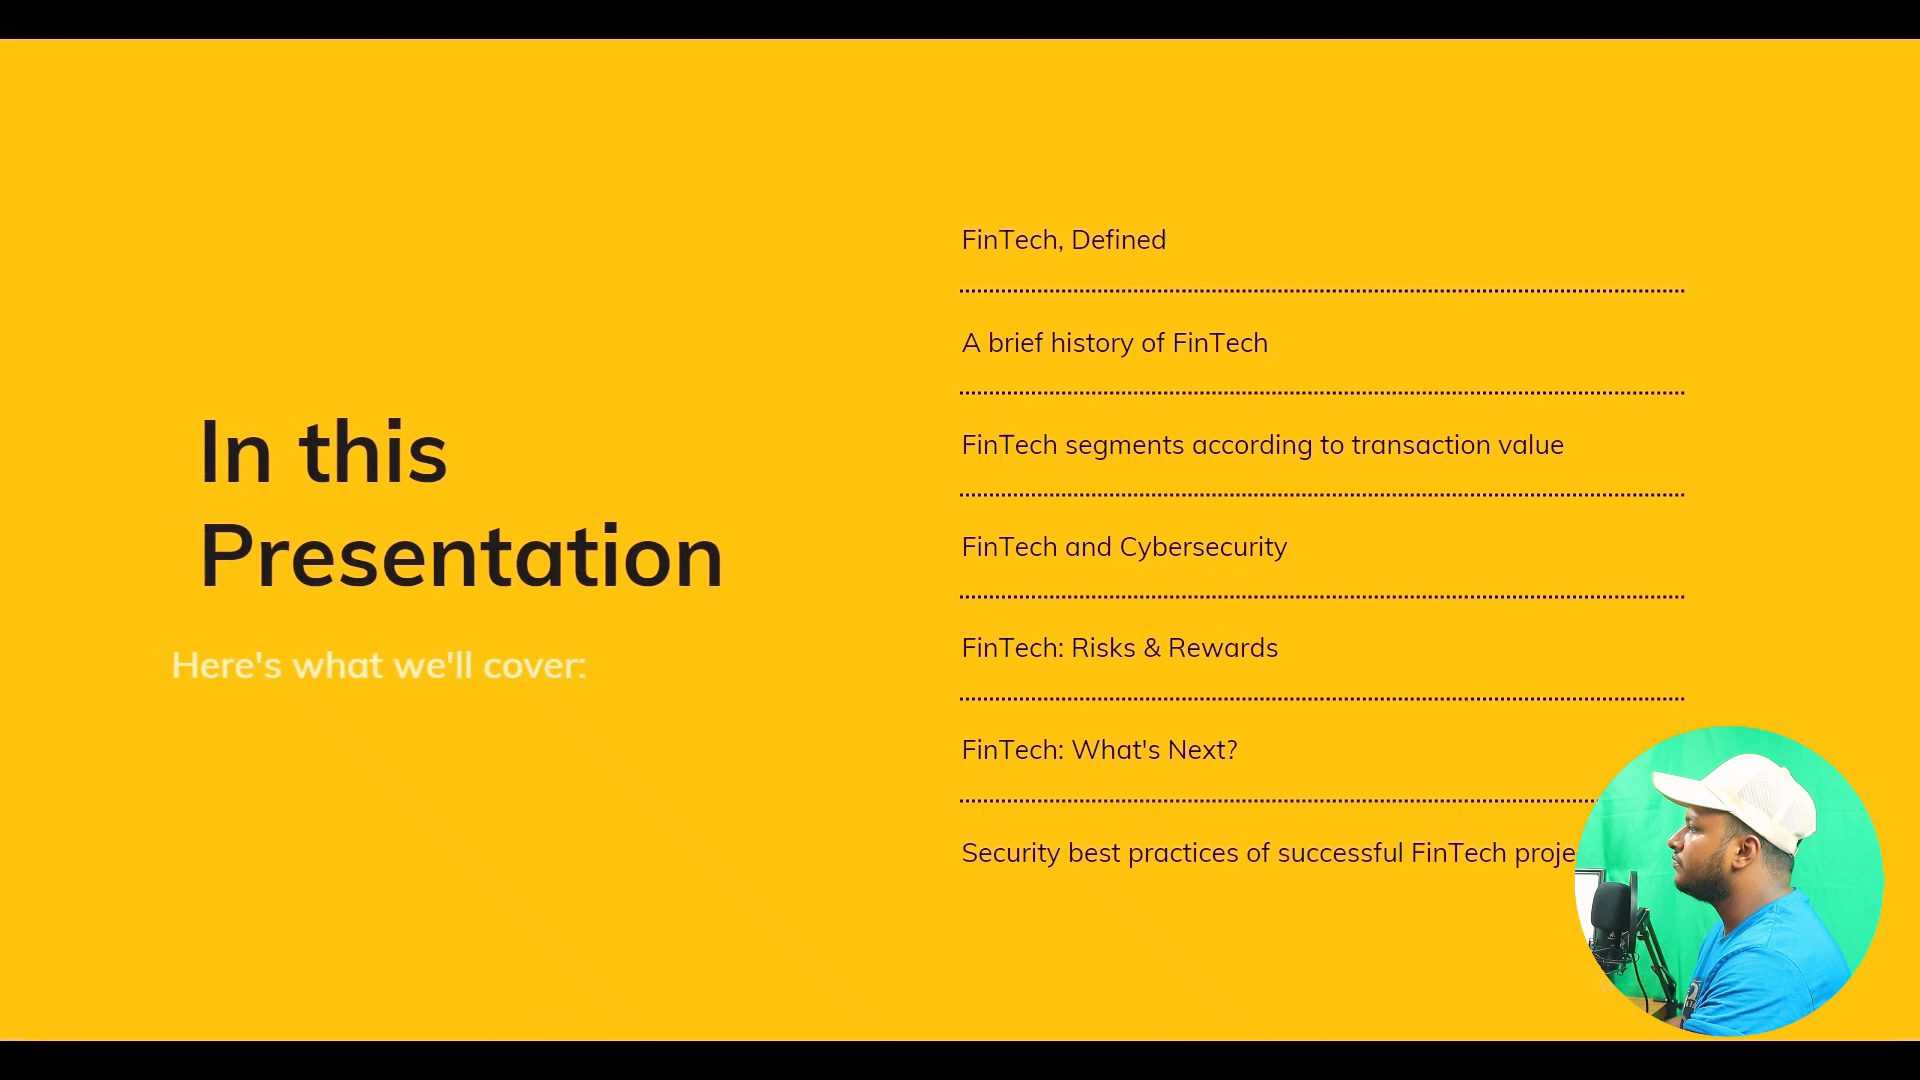 In this
Presentation
Here's what we'll cover:
FinTech, Defined
A brief history of FinTech
FinTech segments according to transaction value
FinTech and Cybersecurity
FinTech: Risks & Rewards
FinTech: What's Next?
Security best practices of successful FinTech